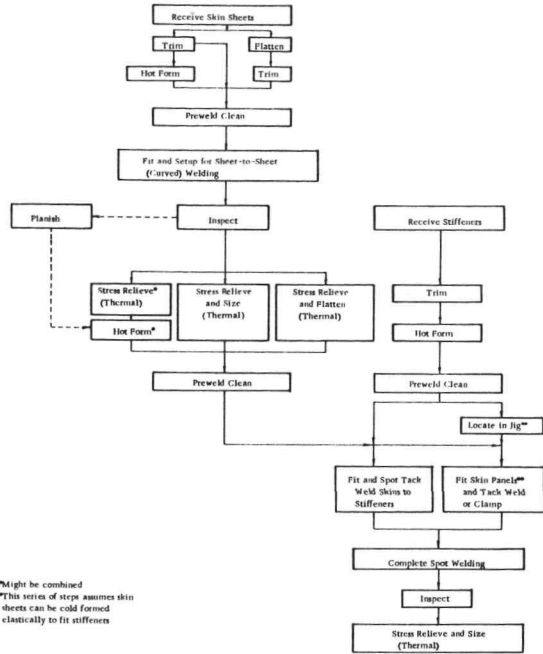 Receive Skin Sheets
Trim
Flatten
Hot Form
Trim
Preweld Clean
Fit and Setup for Sheet-to-Sheet
(Curved) Welding
Planish
Inspect
Receive Stiffeners
Stress Relieve*
(Thermal)
Stress Relieve
and Size
(Thermal)
Stress Relieve
and Flatten
(Thermal)
Trim
Hot Form*
Hot Form
Preweld Clean
Preweld Clean
Locate in Jig**
Fit and Spot Tack
Weld Skins to
Stiffeners
Fit Skin Panels**
and Tack Weld
or Clamp
Complete Spot Welding
Inspect
Stress Relieve and Size
(Thermal)
*Might be combined
*This series of steps assumes skin
sheets can be cold formed
elastically to fit stiffeners